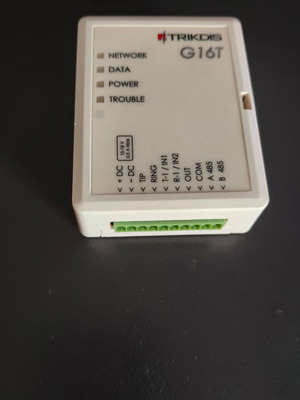 TRIKDIS
G16T
NETWORK
DATA
POWER
TROUBLE
< + DC
< - DC
< TIP
< RING
< T-1 / IN1
< R-1 / IN2
< OUT
< COM
< A 485
< B 485